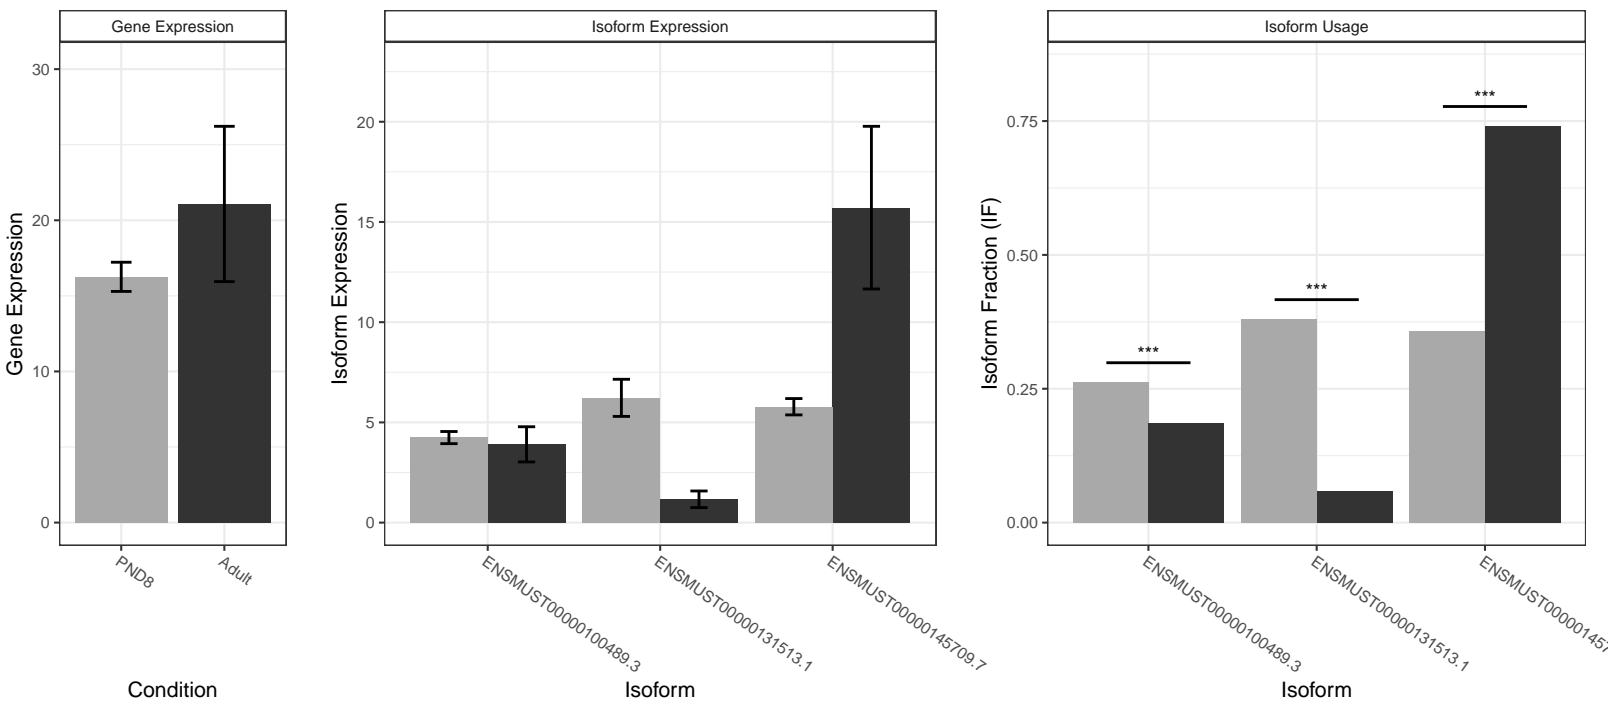 Gene Expression
Isoform Expression
Isoform Usage
Gene Expression
30
20
10
0
PND8
Adult
Condition
Isoform Expression
20
15
10
5
0
ENSMUST00000100489.3
ENSMUST00000131513.1
ENSMUST00000145709.7
Isoform
Isoform Fraction (IF)
0.75
0.50
0.25
0.00
***
***
***
ENSMUST00000100489.3
ENSMUST00000131513.1
ENSMUST000001457
Isoform